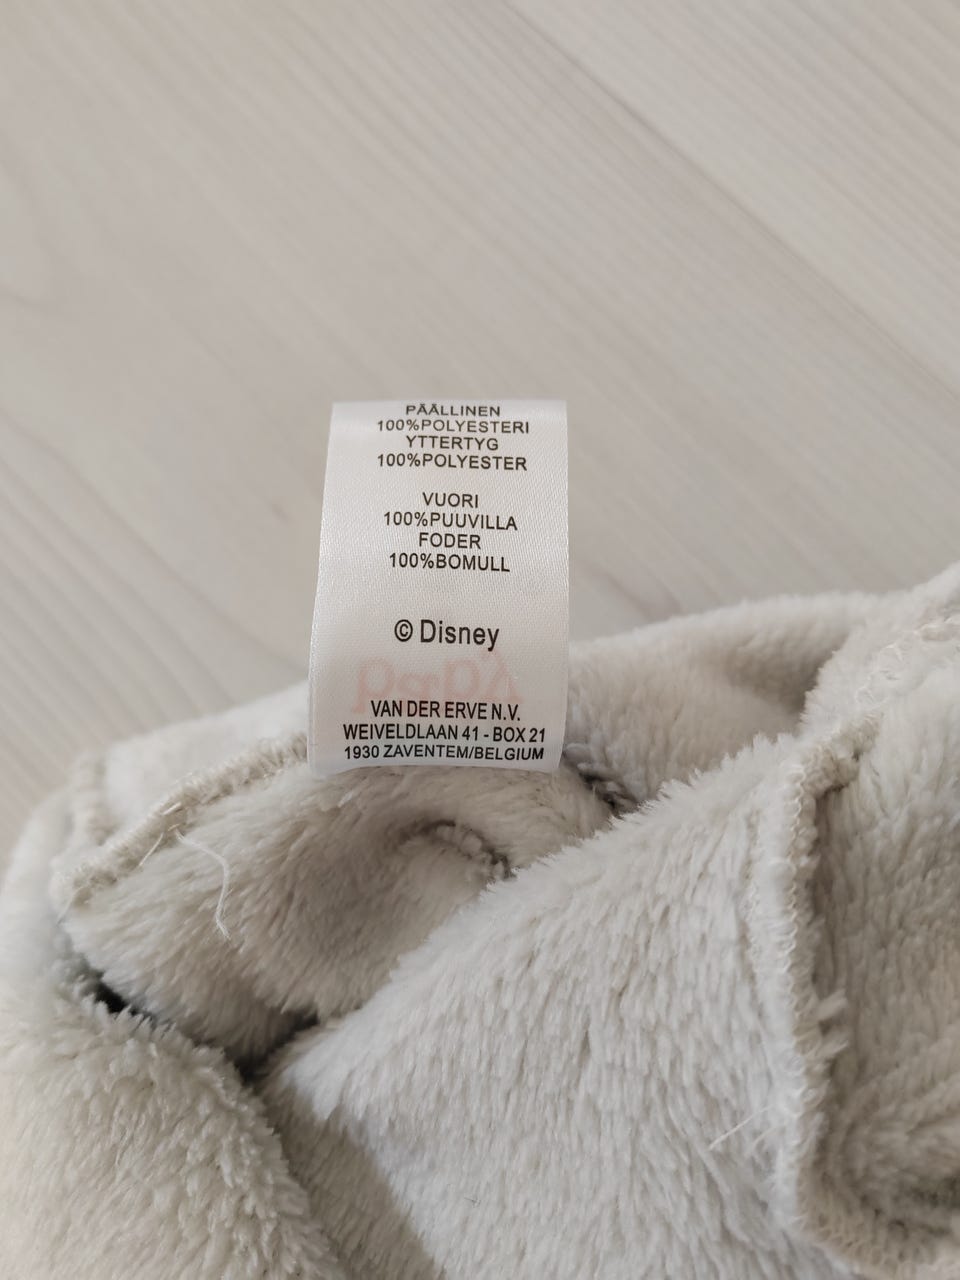 PÄÄLLINEN
100%POLYESTERI
YTTERTYG
100%POLYESTER
VUORI
100%PUUVILLA
FODER
100%BOMULL
© Disney
VAN DER ERVE N.V.
WEIVELDLAAN 41 - BOX 21
1930 ZAVENTEM/BELGIUM